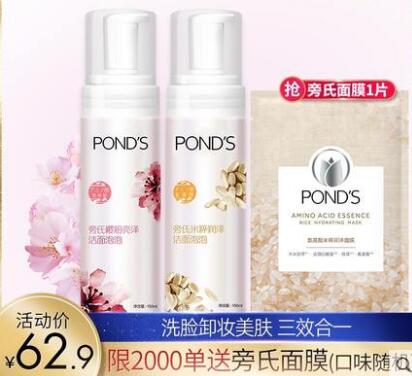 POND'S
旁氏樱粉亮泽
洁面泡泡
POND'S
旁氏米粹润泽
洁面泡泡
抢 旁氏面膜1片
POND'S
AMINO ACID ESSENCE
RICE HYDRATING MASK
活动价
¥62.9
洗脸卸妆美肤 三效合一
限2000单送旁氏面膜(口味随机